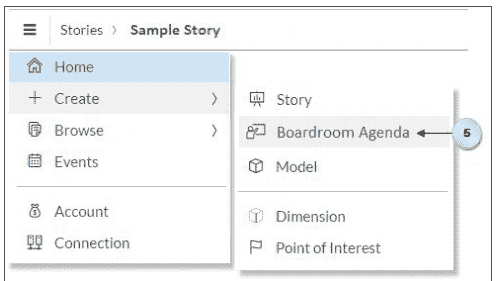 Stories > Sample Story
Home
Create >
Browse >
Events
Account
Connection
Story
Boardroom Agenda
5
Model
Dimension
Point of Interest